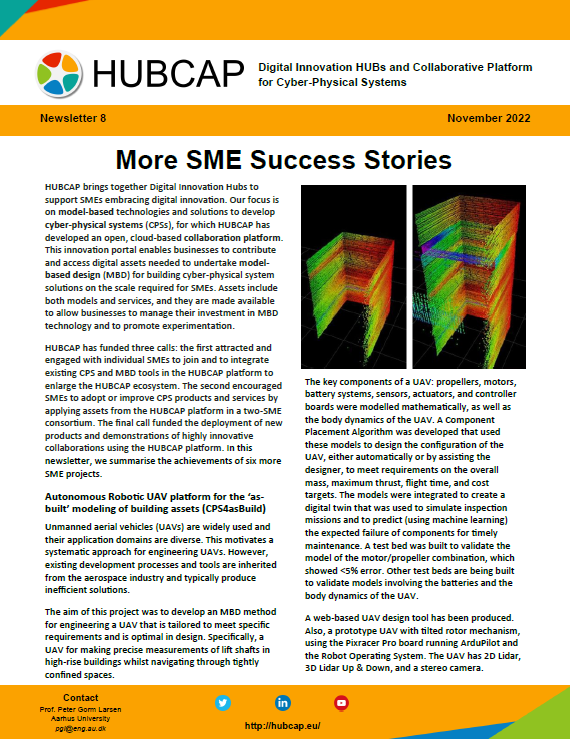 HUBCAP
Digital Innovation HUBs and Collaborative Platform
for Cyber-Physical Systems
Newsletter 8
November 2022
More SME Success Stories
HUBCAP brings together Digital Innovation Hubs to
support SMEs embracing digital innovation. Our focus is
on model-based technologies and solutions to develop
cyber-physical systems (CPSs), for which HUBCAP has
developed an open, cloud-based collaboration platform.
This innovation portal enables businesses to contribute
and access digital assets needed to undertake model-
based design (MBD) for building cyber-physical system
solutions on the scale required for SMEs. Assets include
both models and services, and they are made available
to allow businesses to manage their investment in MBD
technology and to promote experimentation.
HUBCAP has funded three calls: the first attracted and
engaged with individual SMEs to join and to integrate
existing CPS and MBD tools in the HUBCAP platform to
enlarge the HUBCAP ecosystem. The second encouraged
SMEs to adopt or improve CPS products and services by
applying assets from the HUBCAP platform in a two-SME
consortium. The final call funded the deployment of new
products and demonstrations of highly innovative
collaborations using the HUBCAP platform. In this
newsletter, we summarise the achievements of six more
SME projects.
Autonomous Robotic UAV platform for the ‘as-
built’ modeling of building assets (CPS4asBuild)
Unmanned aerial vehicles (UAVs) are widely used and
their application domains are diverse. This motivates a
systematic approach for engineering UAVs. However,
existing development processes and tools are inherited
from the aerospace industry and typically produce
inefficient solutions.
The aim of this project was to develop an MBD method
for engineering a UAV that is tailored to meet specific
requirements and is optimal in design. Specifically, a
UAV for making precise measurements of lift shafts in
high-rise buildings whilst navigating through tightly
confined spaces.
The key components of a UAV: propellers, motors,
battery systems, sensors, actuators, and controller
boards were modelled mathematically, as well as
the body dynamics of the UAV. A Component
Placement Algorithm was developed that used
these models to design the configuration of the
UAV, either automatically or by assisting the
designer, to meet requirements on the overall
mass, maximum thrust, flight time, and cost
targets. The models were integrated to create a
digital twin that was used to simulate inspection
missions and to predict (using machine learning)
the expected failure of components for timely
maintenance. A test bed was built to validate the
model of the motor/propeller combination, which
showed <5% error. Other test beds are being built
to validate models involving the batteries and the
body dynamics of the UAV.
A web-based UAV design tool has been produced.
Also, a prototype UAV with tilted rotor mechanism,
using the Pixracer Pro board running ArduPilot and
the Robot Operating System. The UAV has 2D Lidar,
3D Lidar Up & Down, and a stereo camera.
Contact
Prof. Peter Gorm Larsen
Aarhus University
pgl@eng.au.dk
http://hubcap.eu/